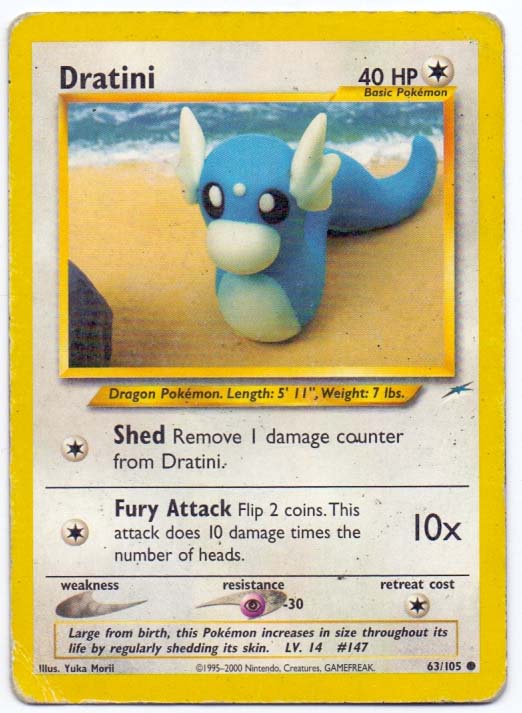 Dratini
40 HP
Basic Pokémon
Dragon Pokémon. Length: 5' 11", Weight: 7 lbs.
Shed Remove 1 damage counter
from Dratini.
Fury Attack Flip 2 coins. This
attack does 10 damage times the
number of heads.
10x
weakness
resistance
retreat cost
-30
Large from birth, this Pokémon increases in size throughout its
life by regularly shedding its skin. LV. 14 #147
Illus. Yuka Morii
©1995-2000 Nintendo, Creatures, GAMEFREAK.
63/105